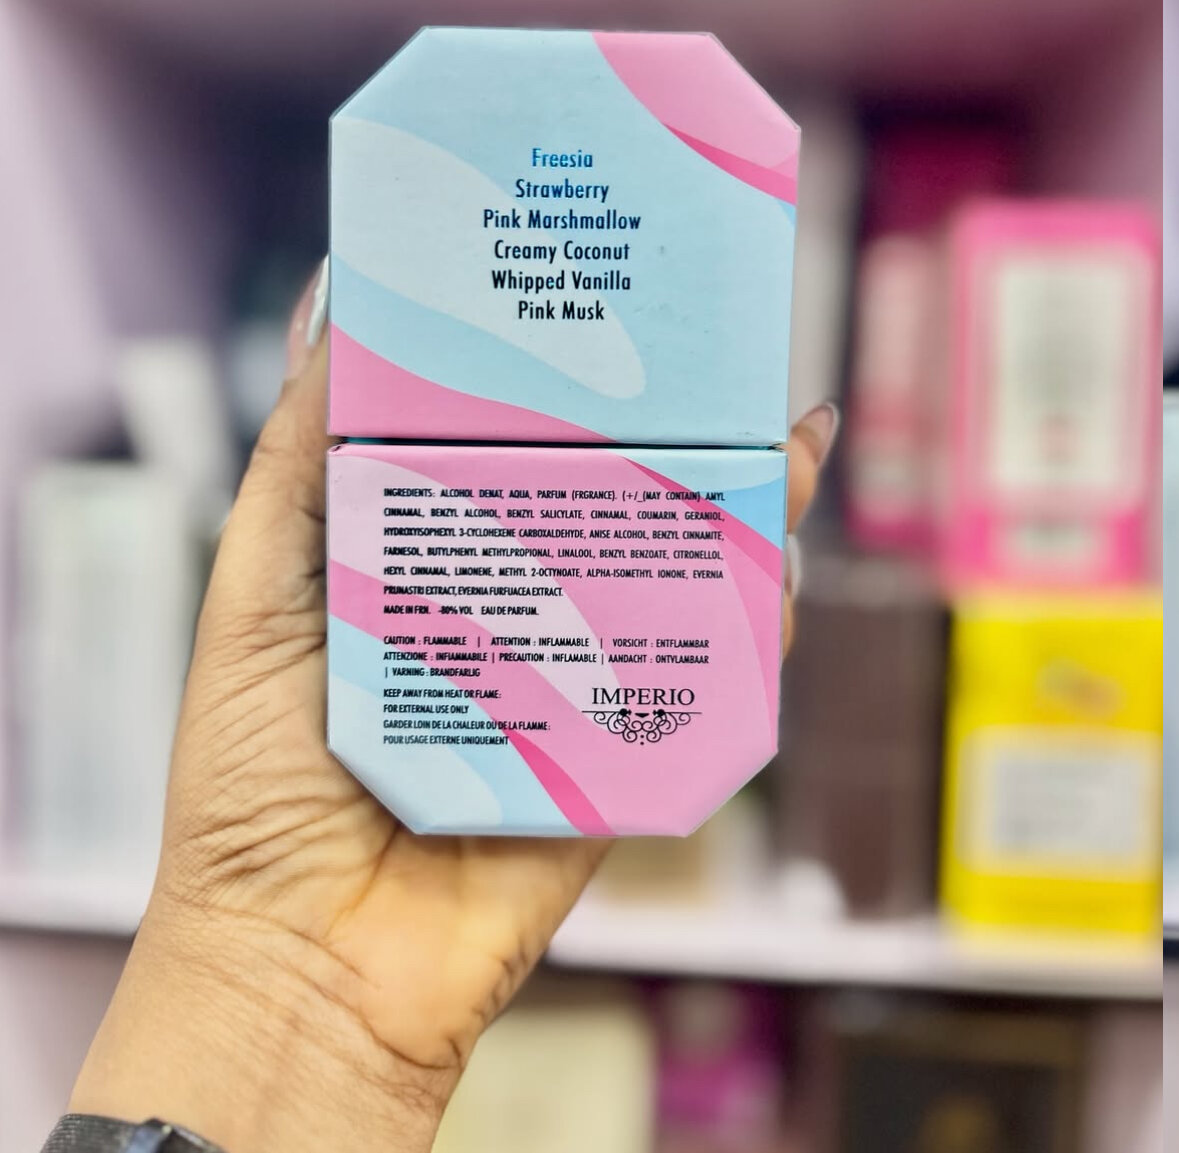 Freesia
Strawberry
Pink Marshmallow
Creamy Coconut
Whipped Vanilla
Pink Musk
INGREDIENTS: ALCOHOL DENAT, AQUA, PARFUM (FRGRANCE). (+/_(MAY CONTAIN) AMYL
CINNAMAL, BENZYL ALCOHOL, BENZYL SALICYLATE, CINNAMAL, COUMARIN, GERANIOL,
HYDROXYISOPHEXYL 3-CYCLOHEXENE CARBOXALDEHYDE, ANISE ALCOHOL, BENZYL CINNAMITE,
FARNESOL, BUTYLPHENYL METHYLPROPIONAL, LINALOOL, BENZYL BENZOATE, CITRONELLOL,
HEXYL CINNAMAL, LIMONENE, METHYL 2-OCTYNOATE, ALPHA-ISOMETHYL IONONE, EVERNIA
PRUNASTRI EXTRACT, EVERNIA FURFUACEA EXTRACT.
MADE IN FRN. -80% VOL EAU DE PARFUM.
CAUTION : FLAMMABLE | ATTENTION : INFLAMMABLE | VORSICHT : ENTFLAMMBAR
ATTENZIONE : INFIAMMABILE | PRECAUTION : INFLAMABLE | AANDACHT : ONTVLAMBAAR
| VARNING : BRANDFARLIG
KEEP AWAY FROM HEAT OR FLAME:
FOR EXTERNAL USE ONLY
GARDER LOIN DE LA CHALEUR OU DE LA FLAMME:
POUR USAGE EXTERNE UNIQUEMENT
IMPERIO